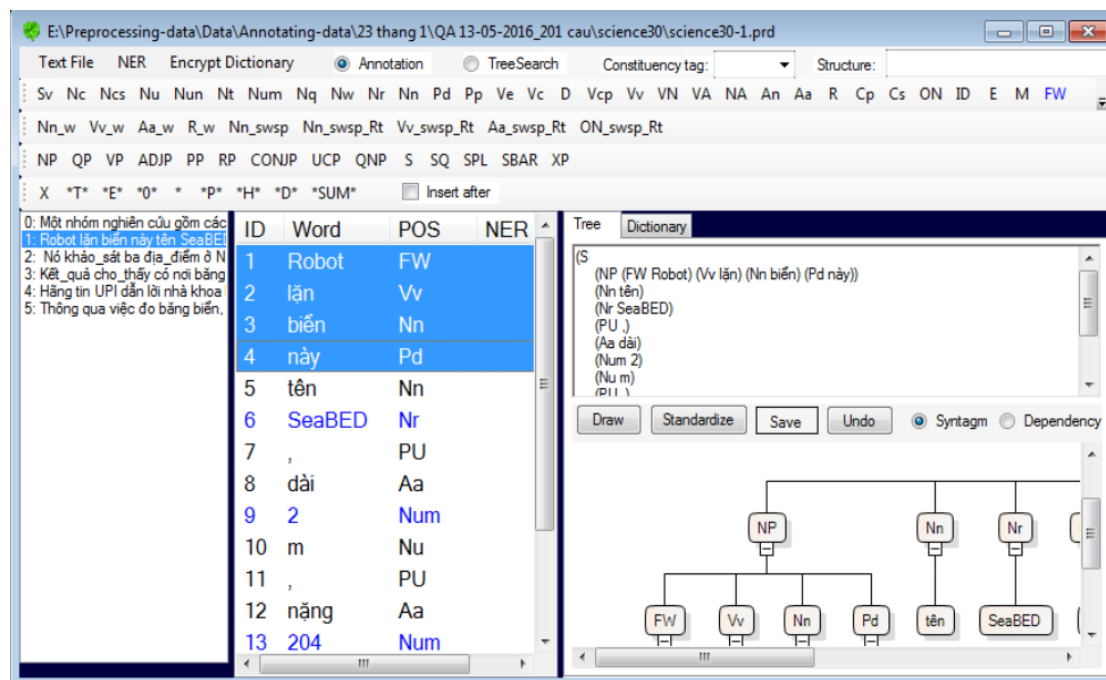 E:\Preprocessing-data\Data\Annotating-data\23 thang 1\QA 13-05-2016_201 cau\science30\science30-1.prd
Text File NER Encrypt Dictionary Annotation TreeSearch Constituency tag: Structure:
Sv Nc Ncs Nu Nun Nt Num Nq Nw Nr Nn Pd Pp Ve Vc D Vcp Vv VN VA NA An Aa R Cp Cs ON ID E M FW
Nn_w Vv_w Aa_w R_w Nn_swsp Nn_swsp_Rt Vv_swsp_Rt Aa_swsp_Rt ON_swsp_Rt
NP QP VP ADJP PP RP CONJP UCP QNP S SQ SPL SBAR XP
X *T* *E* *0* * *P* *H* *D* *SUM* Insert after
0: Một nhóm nghiên cứu gồm các
1: Robot lặn biển này tên SeaBED
2: Nó khảo_sát ba địa_điểm ở N
3: Kết_quả cho_thấy có nơi băng
4: Hãng tin UPI dẫn lời nhà khoa
5: Thông qua việc đo băng biển,
ID Word POS NER
1 Robot FW
2 lặn Vv
3 biển Nn
4 này Pd
5 tên Nn
6 SeaBED Nr
7 , PU
8 dài Aa
9 2 Num
10 m Nu
11 , PU
12 nặng Aa
13 204 Num
Tree Dictionary
(S
(NP (FW Robot) (Vv lặn) (Nn biển) (Pd này))
(Nn tên)
(Nr SeaBED)
(PU ,)
(Aa dài)
(Num 2)
(Nu m)
(PU ,)
Draw Standardize Save Undo Syntagm Dependency
NP Nn Nr
FW Vv Nn Pd tên SeaBED